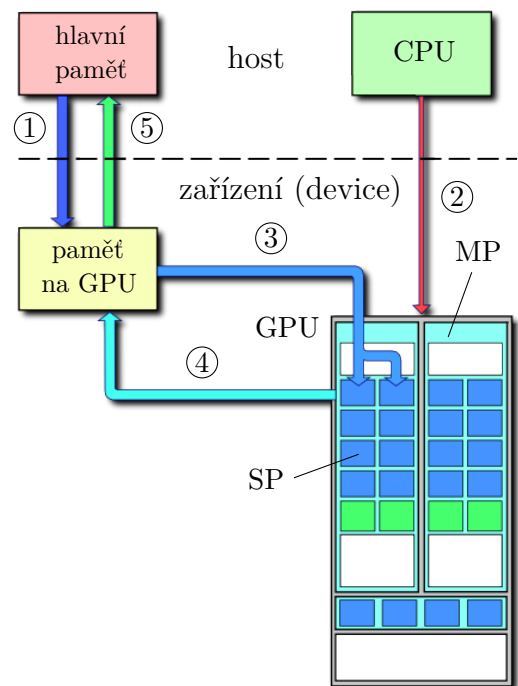 hlavní
paměť
host
CPU
①
⑤
zařízení (device)
②
③
paměť
na GPU
MP
GPU
④
SP